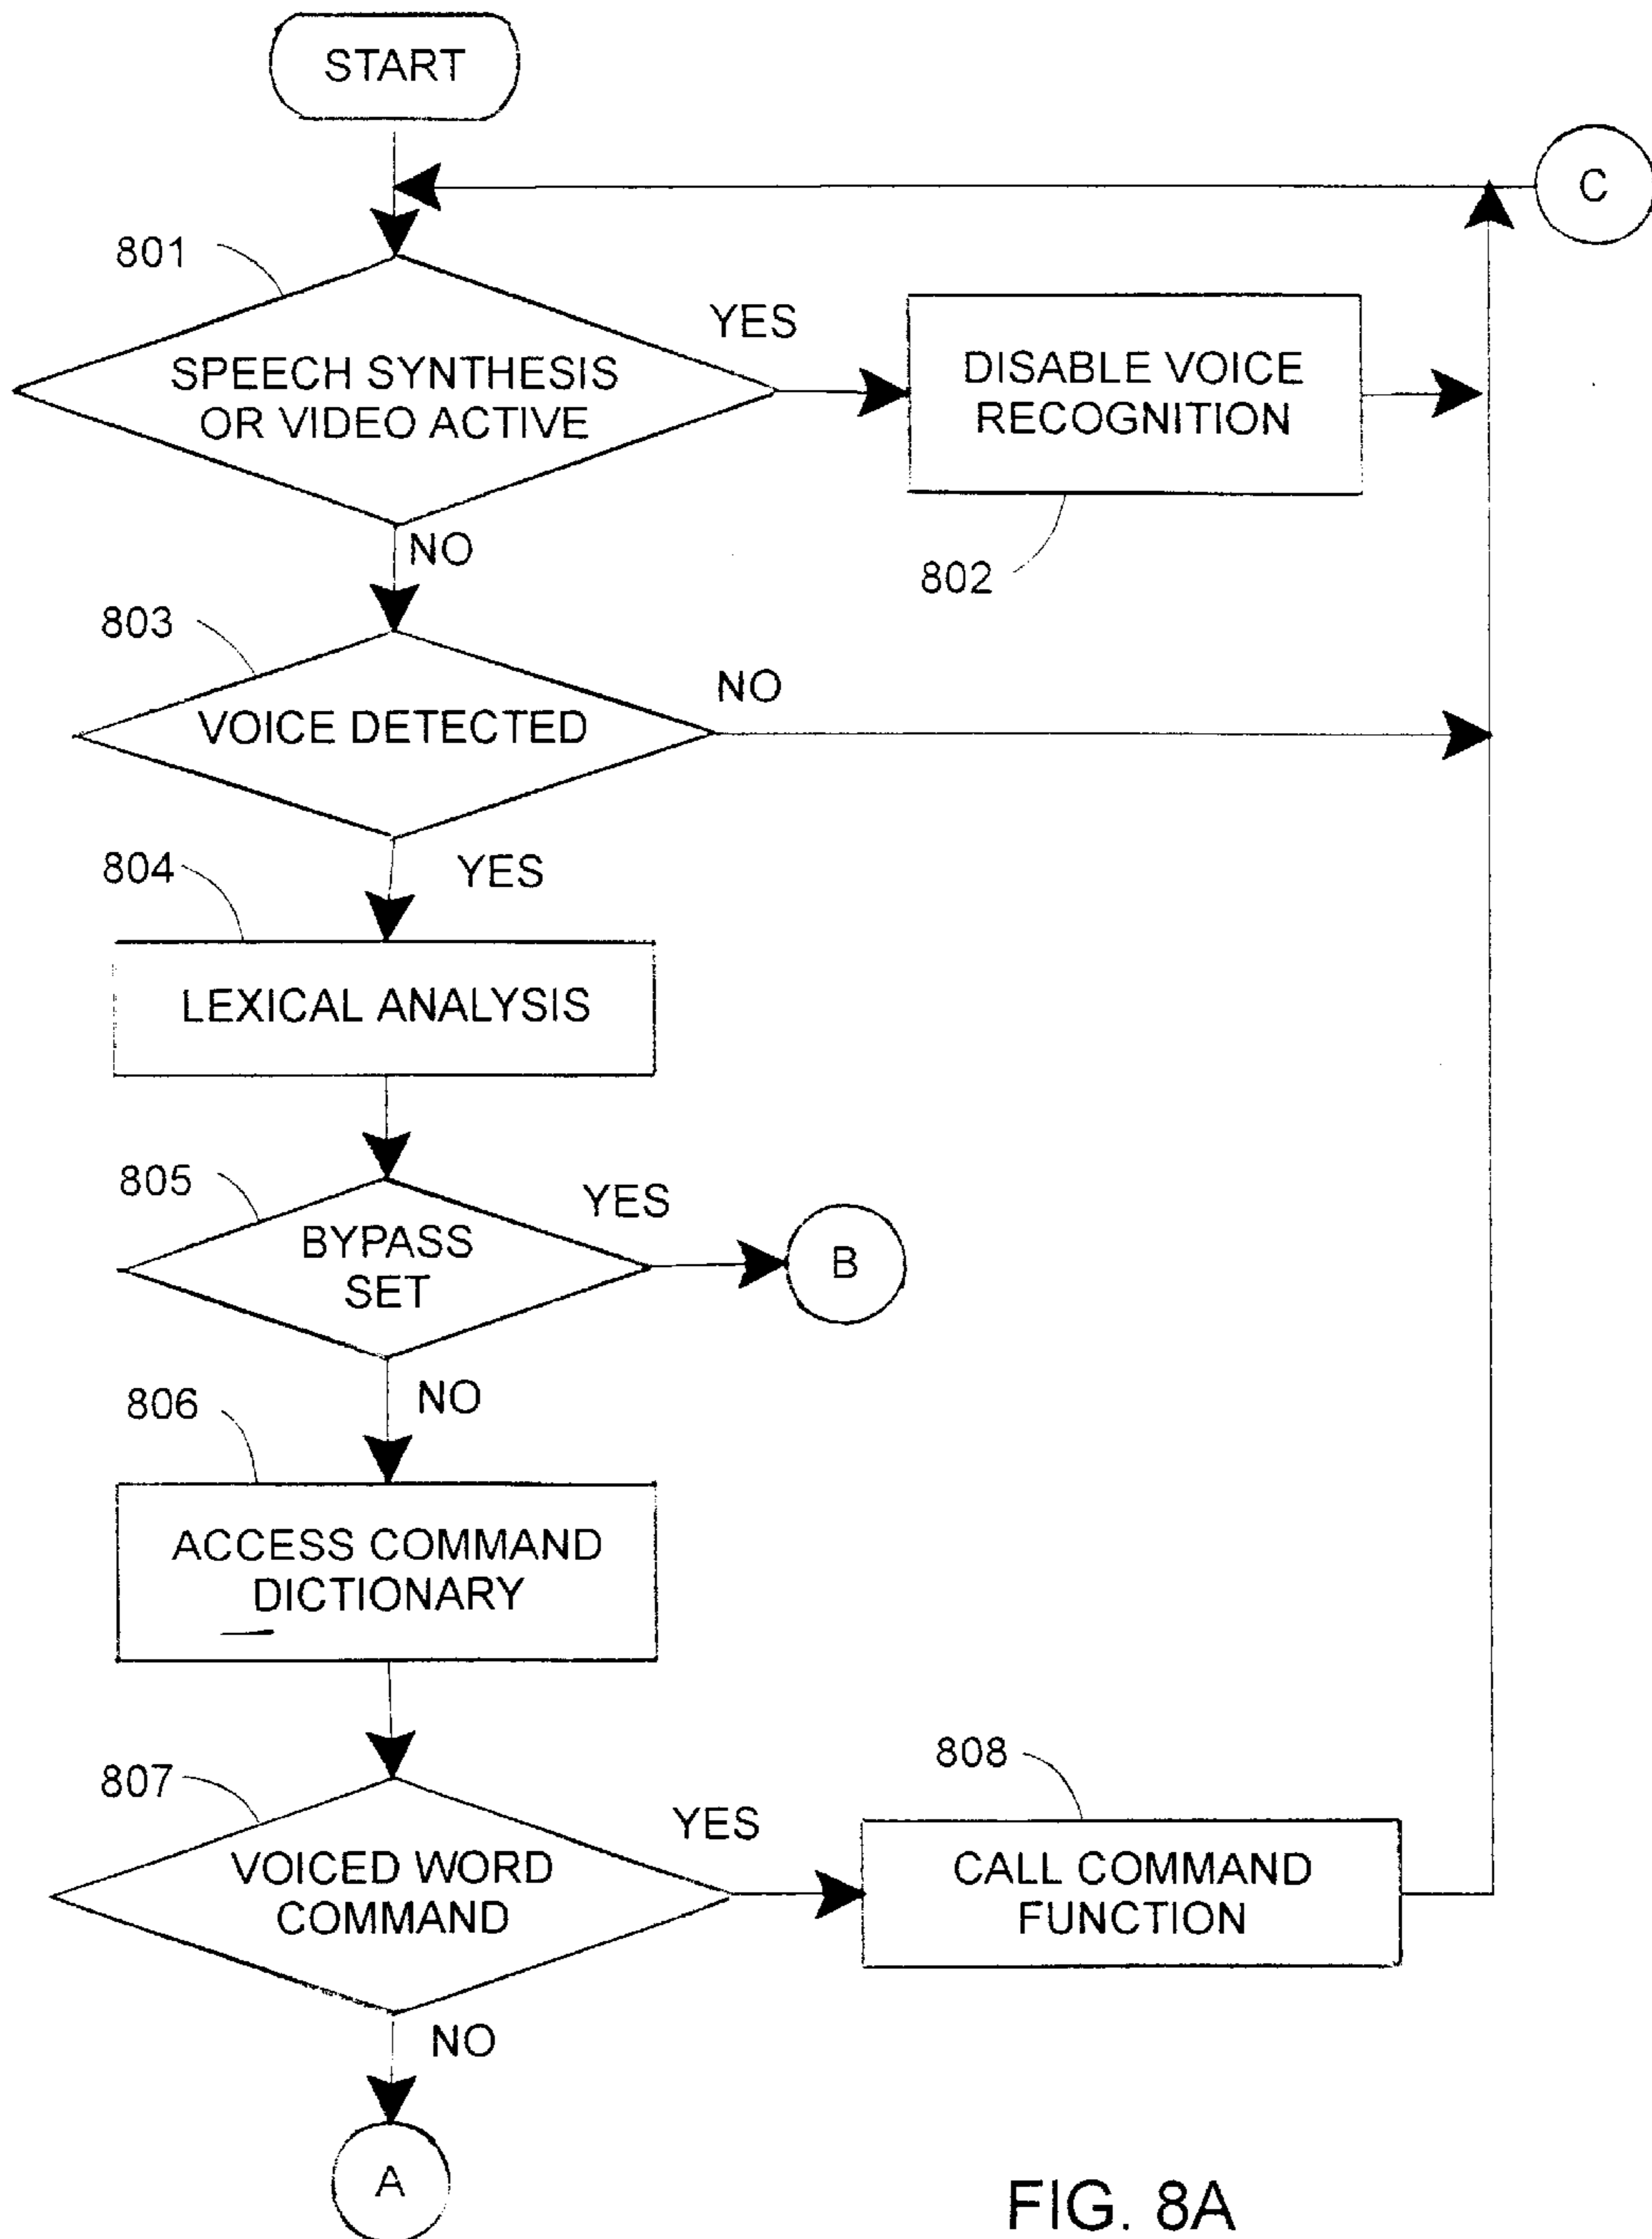 START
C
801
YES
SPEECH SYNTHESIS
OR VIDEO ACTIVE
DISABLE VOICE
RECOGNITION
NO
802
803
NO
VOICE DETECTED
804
YES
LEXICAL ANALYSIS
805
YES
BYPASS
SET
B
NO
806
ACCESS COMMAND
DICTIONARY
807
808
YES
VOICED WORD
COMMAND
CALL COMMAND
FUNCTION
NO
A
FIG. 8A